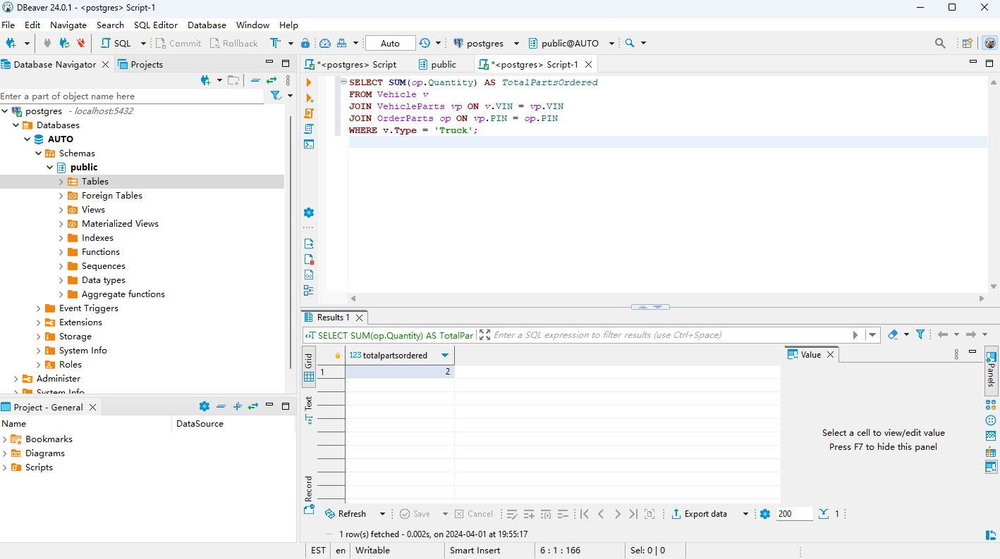 DBeaver 24.0.1 - <postgres> Script-1
File Edit Navigate Search SQL Editor Database Window Help
SQL Commit Rollback T Auto postgres public@AUTO
Database Navigator Projects
Enter a part of object name here
postgres - localhost:5432
Databases
AUTO
Schemas
public
Tables
Foreign Tables
Views
Materialized Views
Indexes
Functions
Sequences
Data types
Aggregate functions
Event Triggers
Extensions
Storage
System Info
Roles
Administer
System Info
Project - General
Name DataSource
Bookmarks
Diagrams
Scripts
*<postgres> Script public *<postgres> Script-1
SELECT SUM(op.Quantity) AS TotalPartsOrdered
FROM Vehicle v
JOIN VehicleParts vp ON v.VIN = vp.VIN
JOIN OrderParts op ON vp.PIN = op.PIN
WHERE v.Type = 'Truck';
Results 1
SELECT SUM(op.Quantity) AS TotalPar Enter a SQL expression to filter results (use Ctrl+Space)
Grid
Text
Record
123 totalpartsordered
1 2
Value
Select a cell to view/edit value
Press F7 to hide this panel
Panels
Refresh Save Cancel Export data 200 1
1 row(s) fetched - 0.002s, on 2024-04-01 at 19:55:17
EST en Writable Smart Insert 6 : 1 : 166 Sel: 0 | 0